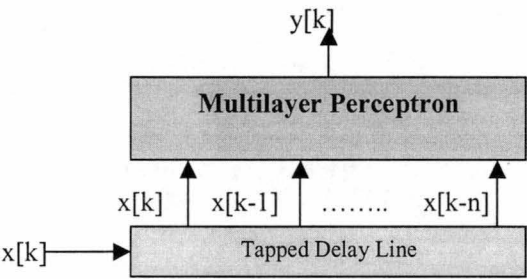 y[k]
Multilayer Perceptron
x[k] x[k-1] ........ x[k-n]
x[k] Tapped Delay Line